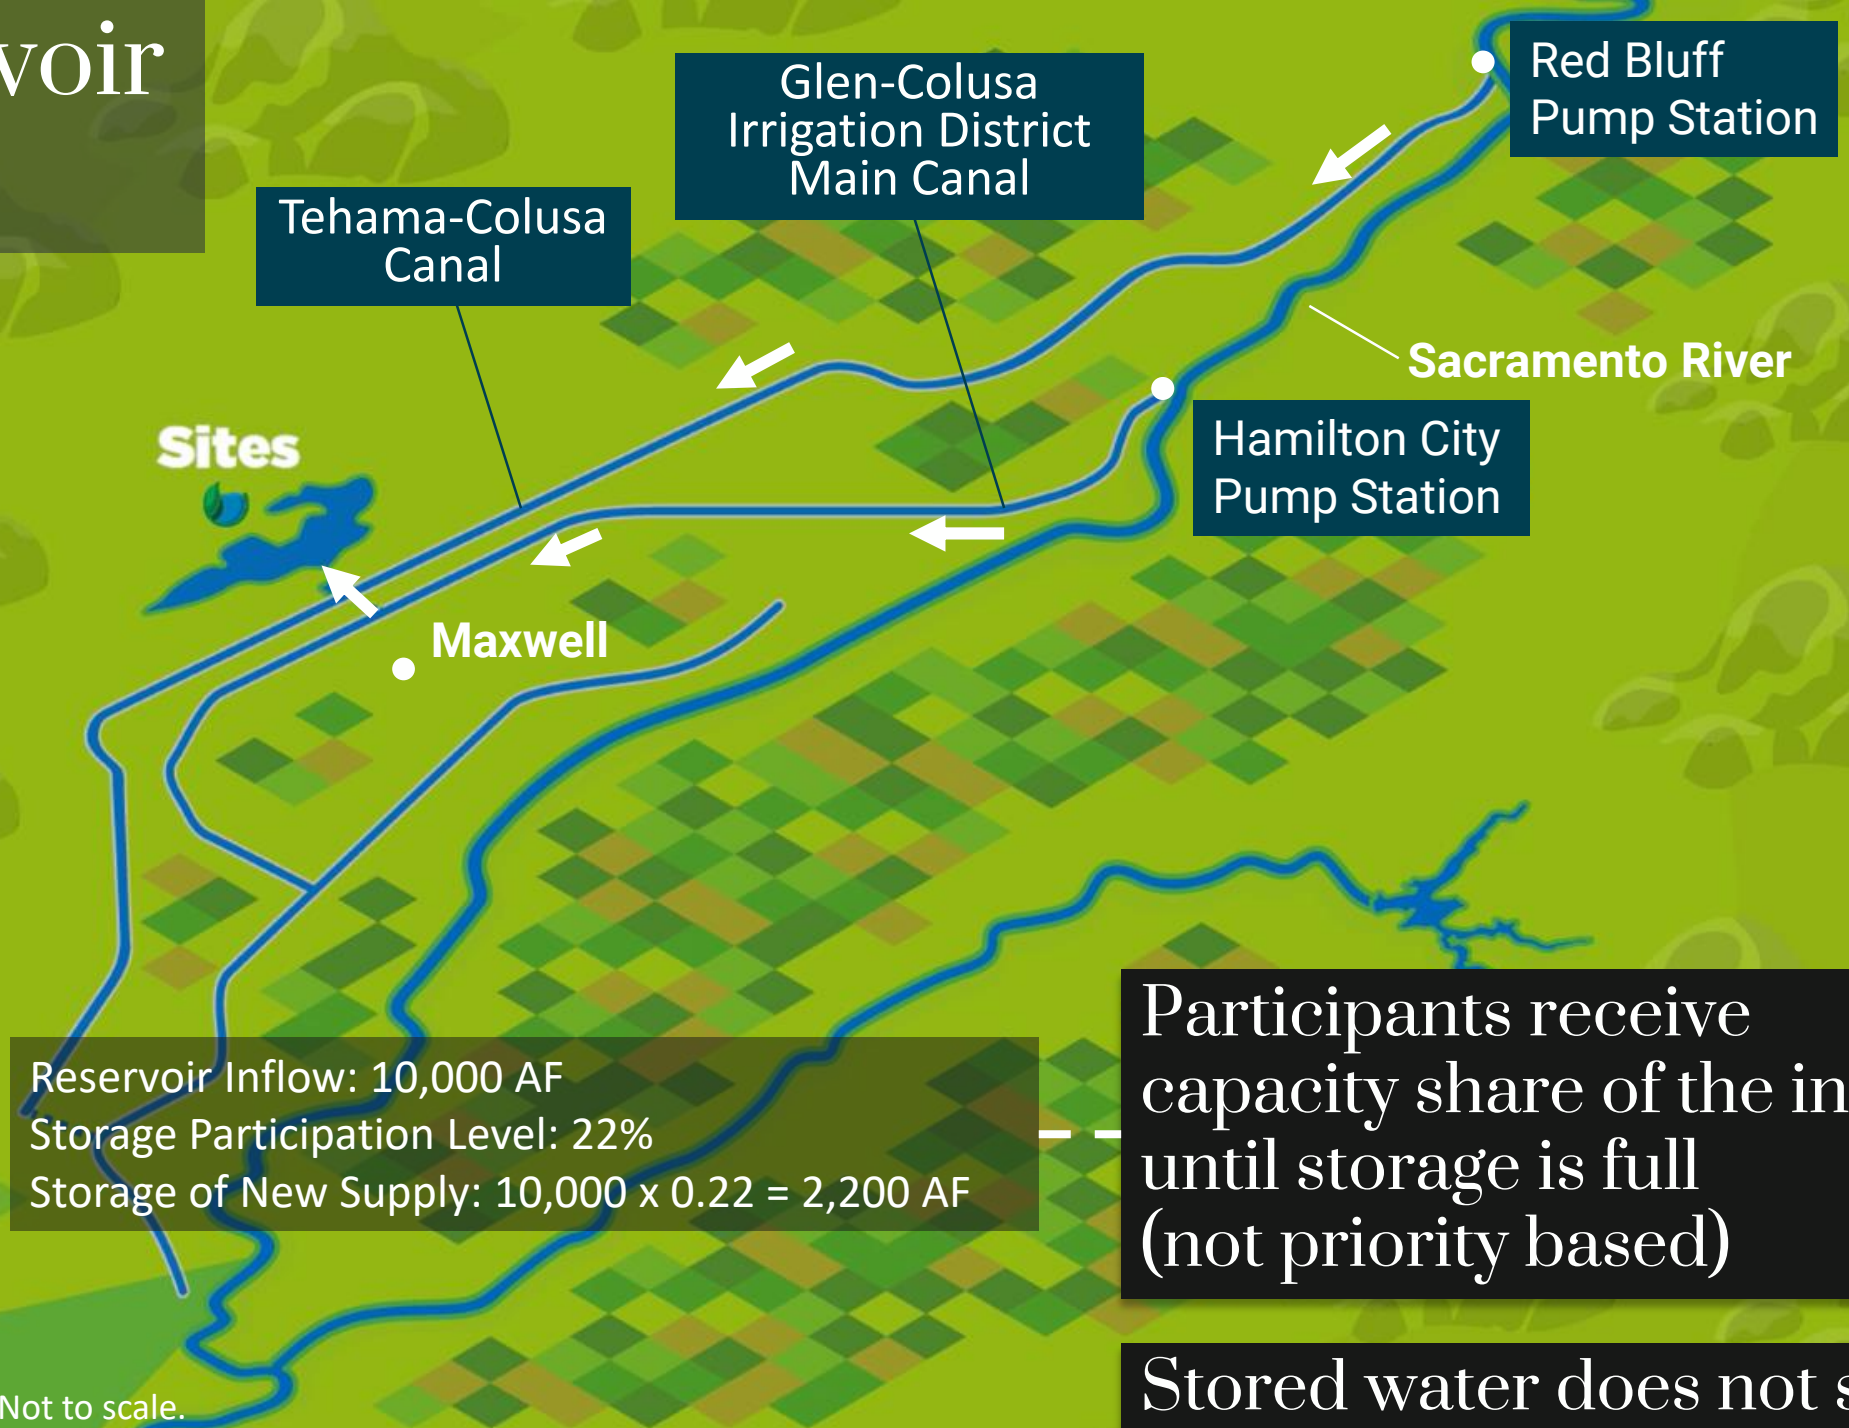 voir
Glen-Colusa
Irrigation District
Main Canal
Red Bluff
Pump Station
Tehama-Colusa
Canal
Sacramento River
Sites
Hamilton City
Pump Station
Maxwell
Reservoir Inflow: 10,000 AF
Storage Participation Level: 22%
Storage of New Supply: 10,000 x 0.22 = 2,200 AF
Participants receive
capacity share of the in
until storage is full
(not priority based)
Stored water does not s
Not to scale.